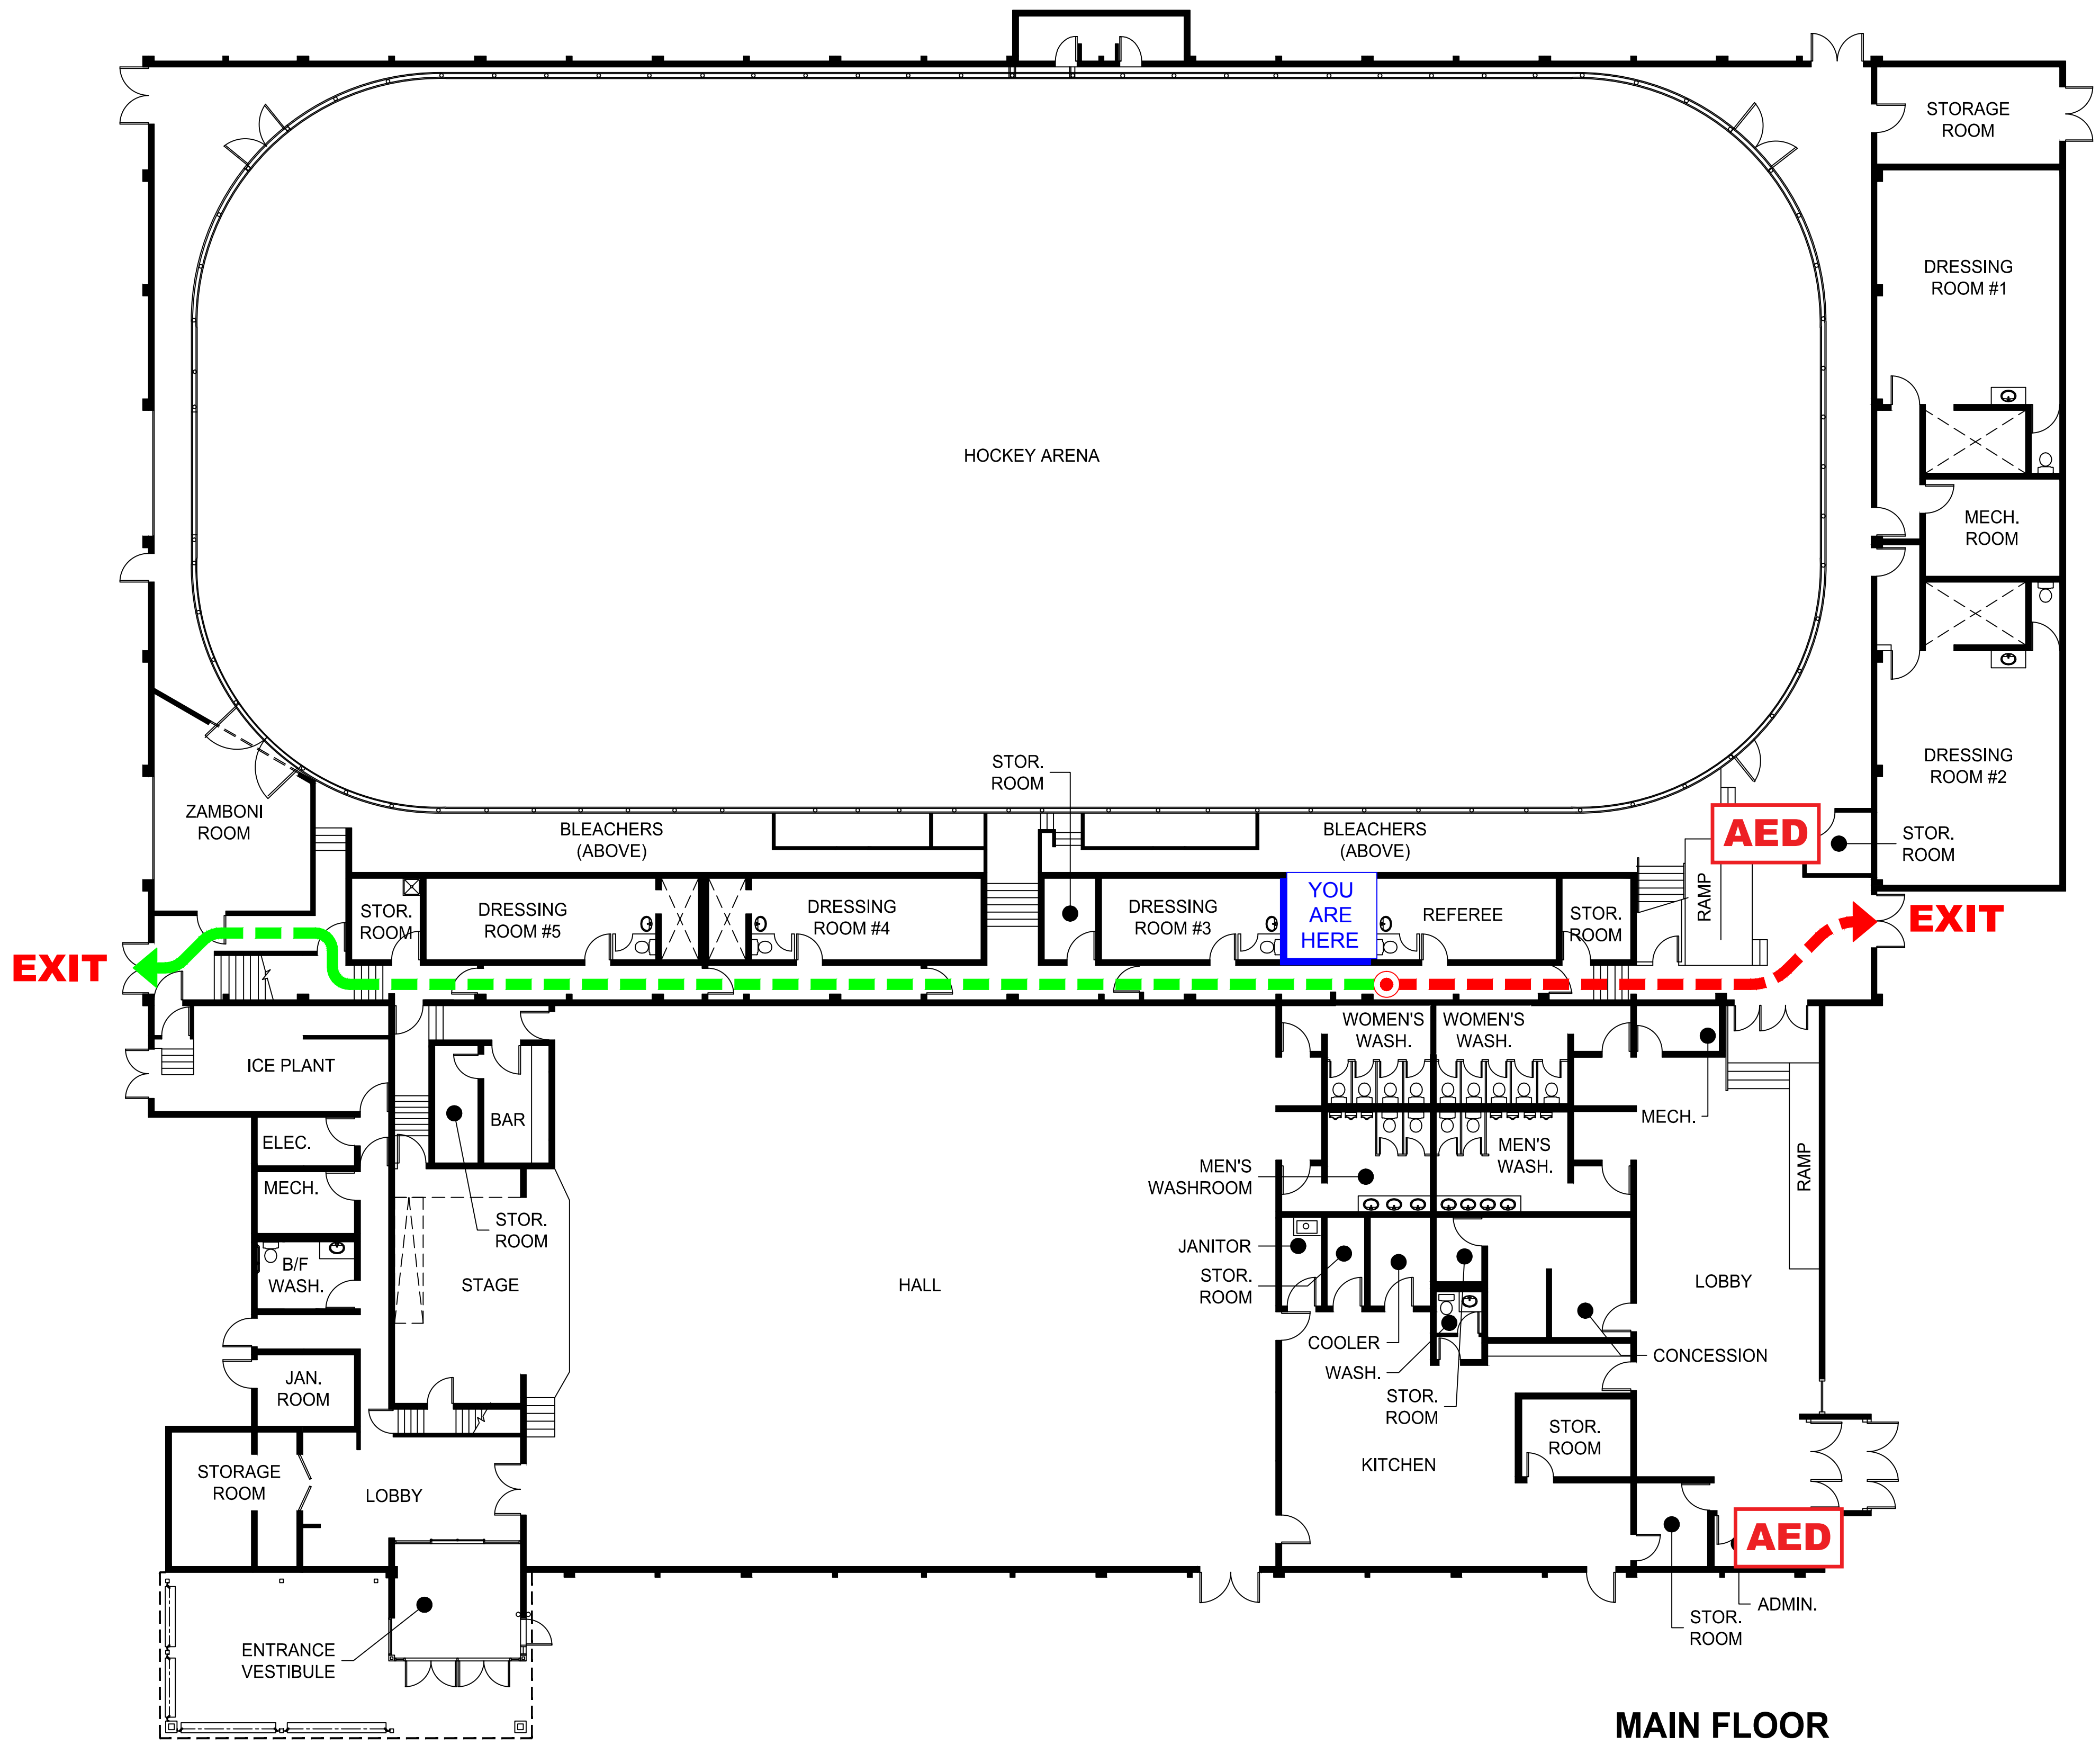 STORAGE
ROOM
DRESSING
ROOM #1
HOCKEY ARENA
MECH.
ROOM
DRESSING
ROOM #2
STOR.
ROOM
ZAMBONI
ROOM
BLEACHERS
(ABOVE)
BLEACHERS
(ABOVE)
AED
STOR.
ROOM
STOR.
ROOM
DRESSING
ROOM #5
DRESSING
ROOM #4
DRESSING
ROOM #3
YOU
ARE
HERE
REFEREE
STOR.
ROOM
RAMP
EXIT
EXIT
WOMEN'S
WASH.
WOMEN'S
WASH.
ICE PLANT
BAR
MECH.
ELEC.
MEN'S
WASH.
MEN'S
WASHROOM
RAMP
MECH.
STOR.
ROOM
JANITOR
B/F
WASH.
STAGE
HALL
STOR.
ROOM
LOBBY
COOLER
CONCESSION
WASH.
JAN.
ROOM
STOR.
ROOM
STOR.
ROOM
KITCHEN
STORAGE
ROOM
LOBBY
AED
ADMIN.
STOR.
ROOM
ENTRANCE
VESTIBULE
MAIN FLOOR